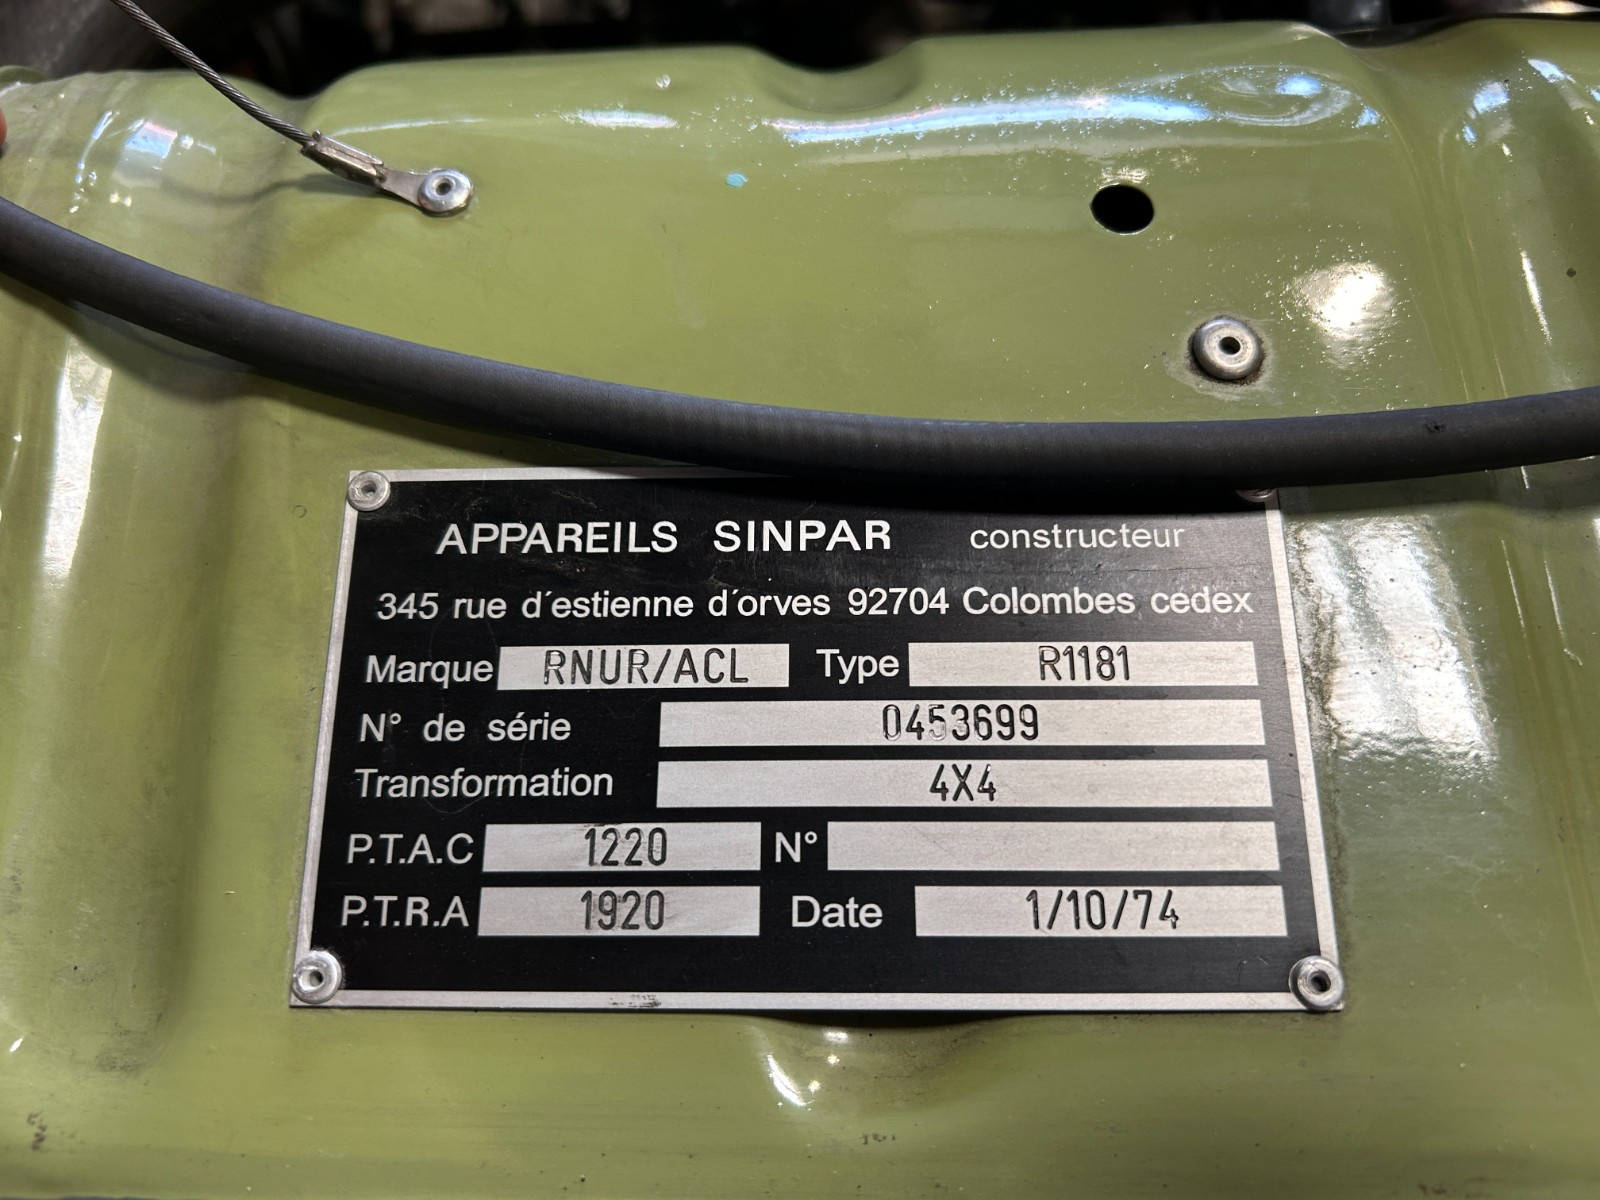 APPAREILS SINPAR constructeur
345 rue d´estienne d´orves 92704 Colombes cédex
Marque RNUR/ACL Type R1181
N° de série 0453699
Transformation 4X4
P.T.A.C 1220 N°
P.T.R.A 1920 Date 1/10/74